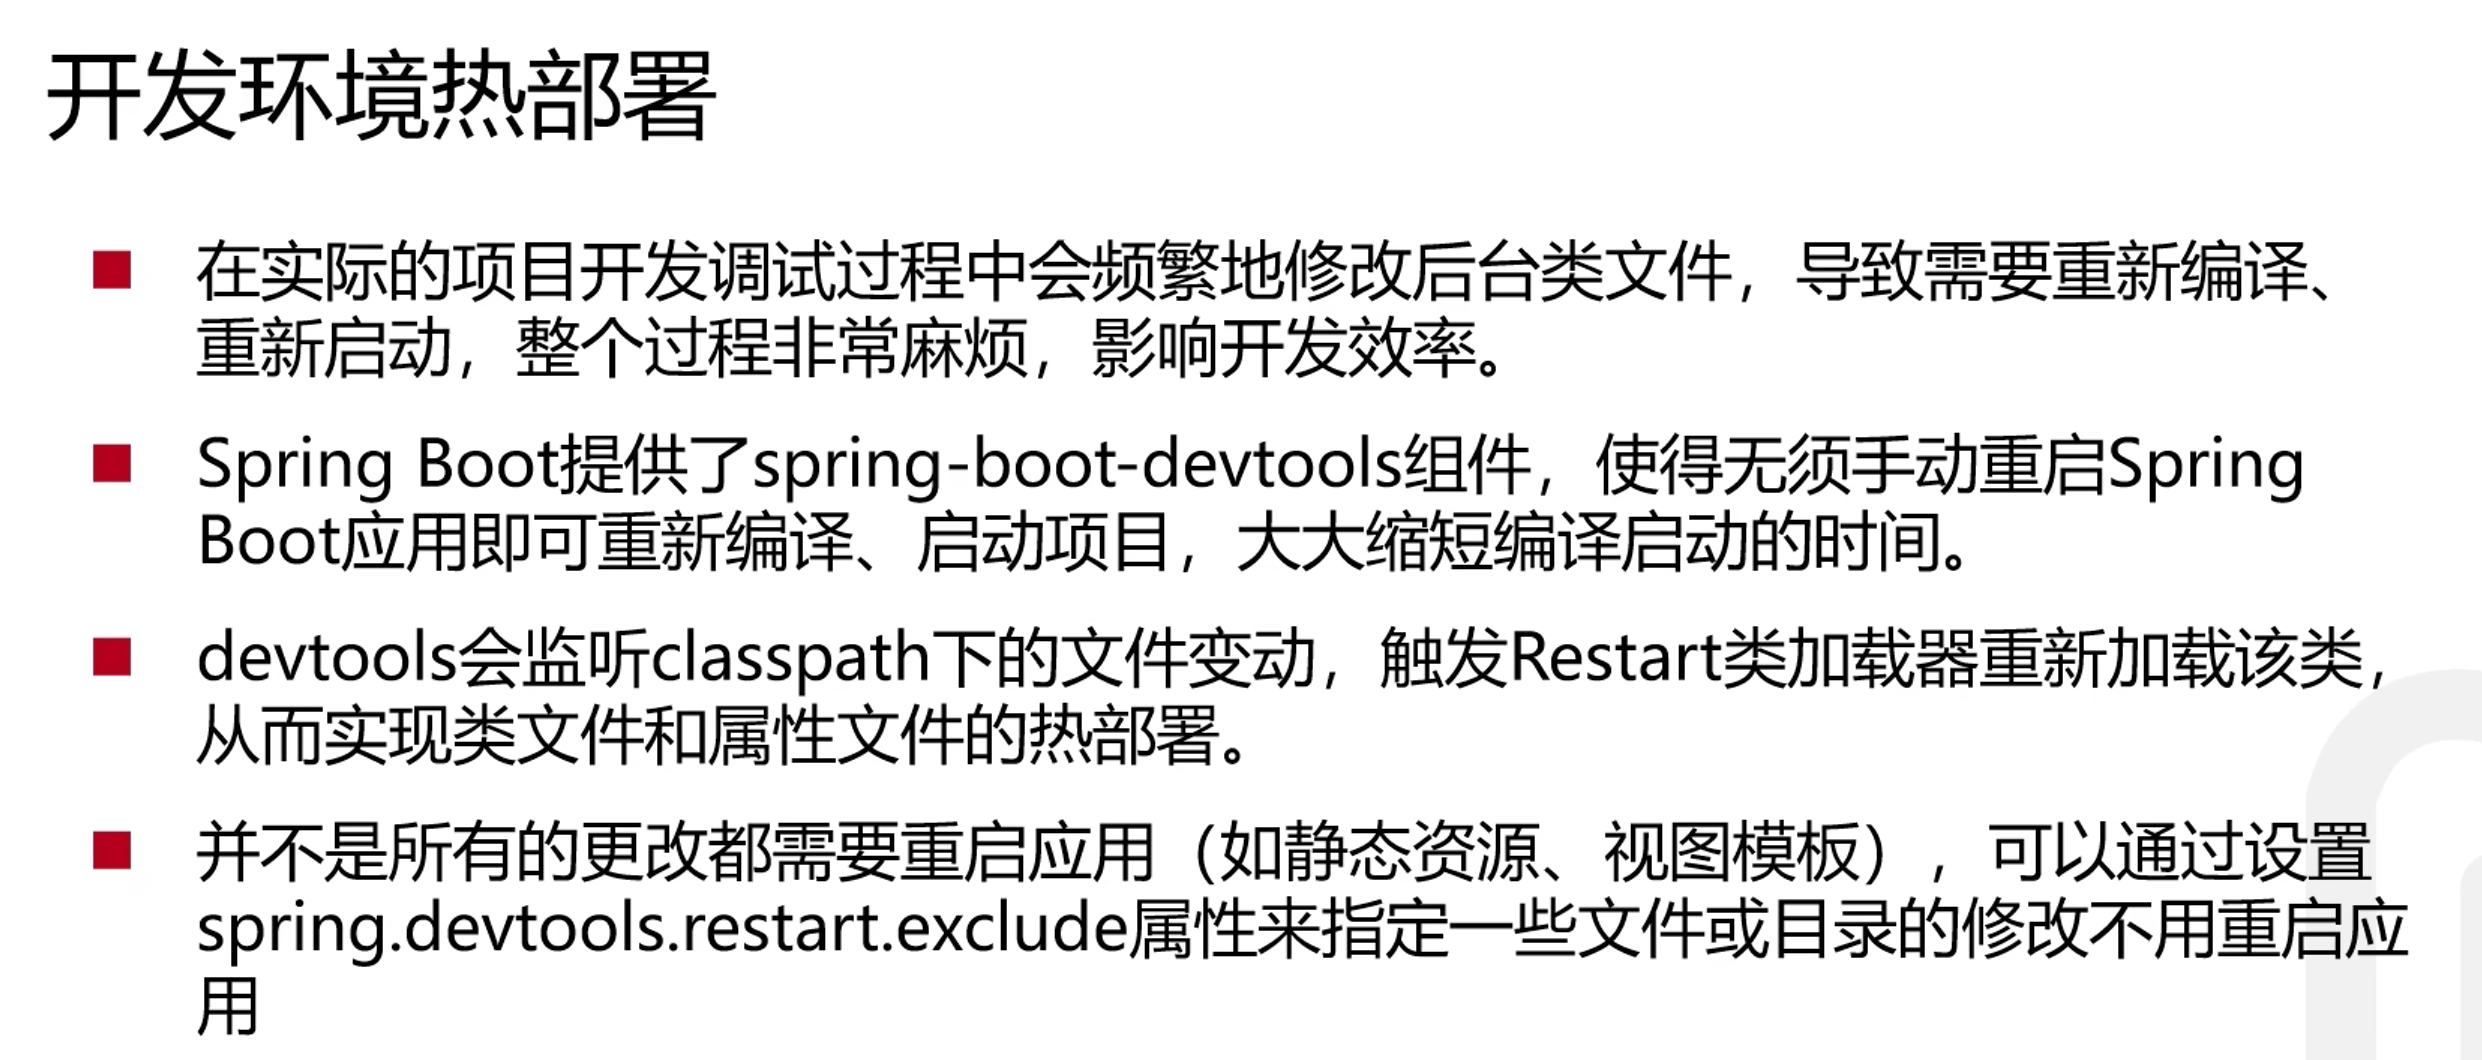 开发环境热部署
在实际的项目开发调试过程中会频繁地修改后台类文件，导致需要重新编译、
重新启动，整个过程非常麻烦，影响开发效率。
Spring Boot提供了spring-boot-devtools组件，使得无须手动重启Spring
Boot应用即可重新编译、启动项目，大大缩短编译启动的时间。
devtools会监听classpath下的文件变动，触发Restart类加载器重新加载该类，
从而实现类文件和属性文件的热部署。
并不是所有的更改都需要重启应用（如静态资源、视图模板），可以通过设置
spring.devtools.restart.exclude属性来指定一些文件或目录的修改不用重启应
用